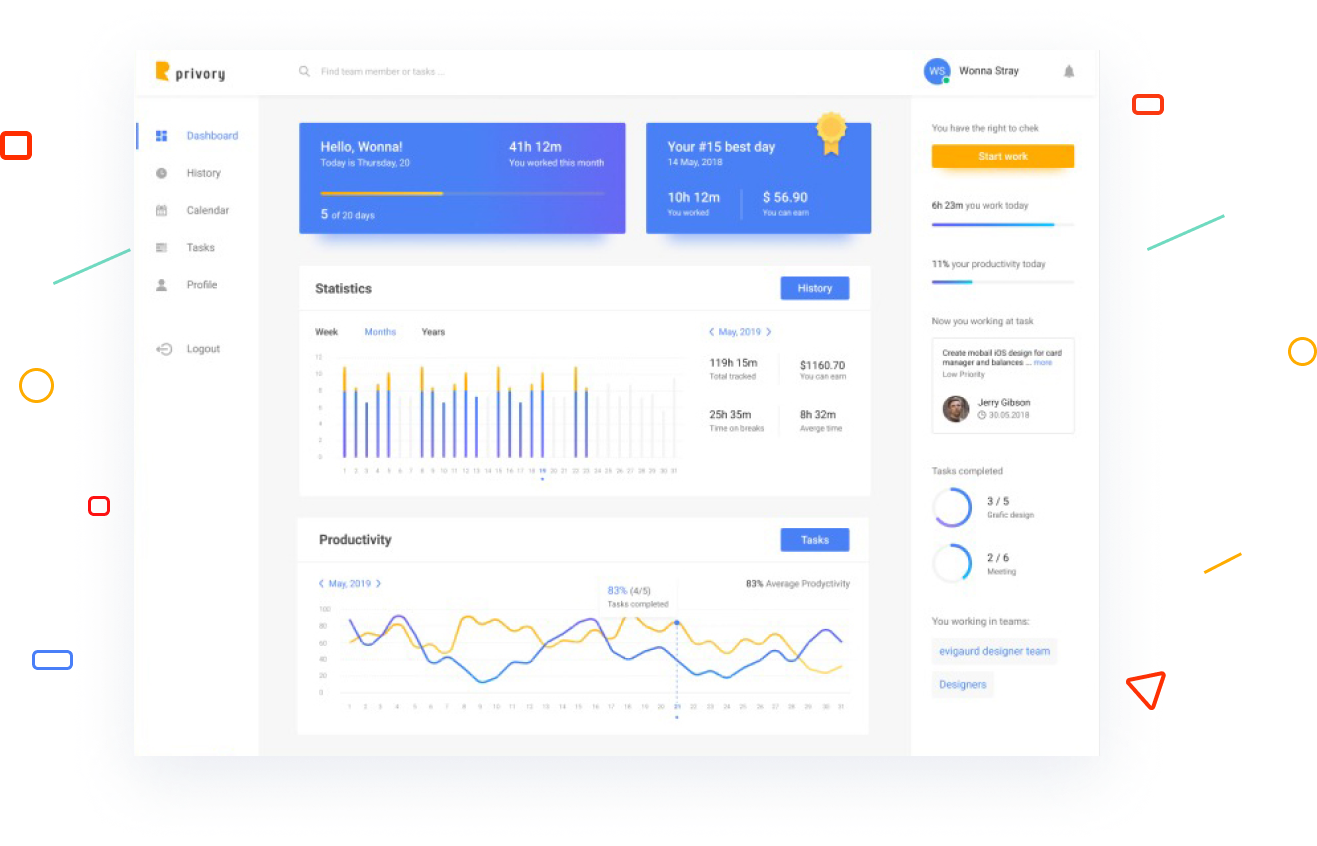 privory
Find team member or tasks ...
WS
Wonna Stray
Dashboard
History
Calendar
Tasks
Profile
Logout
Hello, Wonna!
Today is Thursday, 20
41h 12m
You worked this month
5 of 20 days
Your #15 best day
14 May, 2018
10h 12m
You worked
$ 56.90
You can earn
Statistics
History
Week
Months
Years
May, 2019
12
10
8
6
4
2
0
1 2 3 4 5 6 7 8 9 10 11 12 13 14 15 16 17 18 19 20 21 22 23 24 25 26 27 28 29 30 31
119h 15m
Total tracked
$1160.70
You can earn
25h 35m
Time on breaks
8h 32m
Averge time
Productivity
Tasks
May, 2019
83% (4/5)
Tasks completed
83% Average Prodyctivity
100
80
60
40
20
0
1 2 3 4 5 6 7 8 9 10 11 12 13 14 15 16 17 18 19 20 21 22 23 24 25 26 27 28 29 30 31
You have the right to chek
Start work
6h 23m you work today
11% your productivity today
Now you working at task
Create mobail iOS design for card
manager and balances ... more
Low Priority
Jerry Gibson
30.05.2018
Tasks completed
3 / 5
Grafic design
2 / 6
Meeting
You working in teams:
evigaurd designer team
Designers